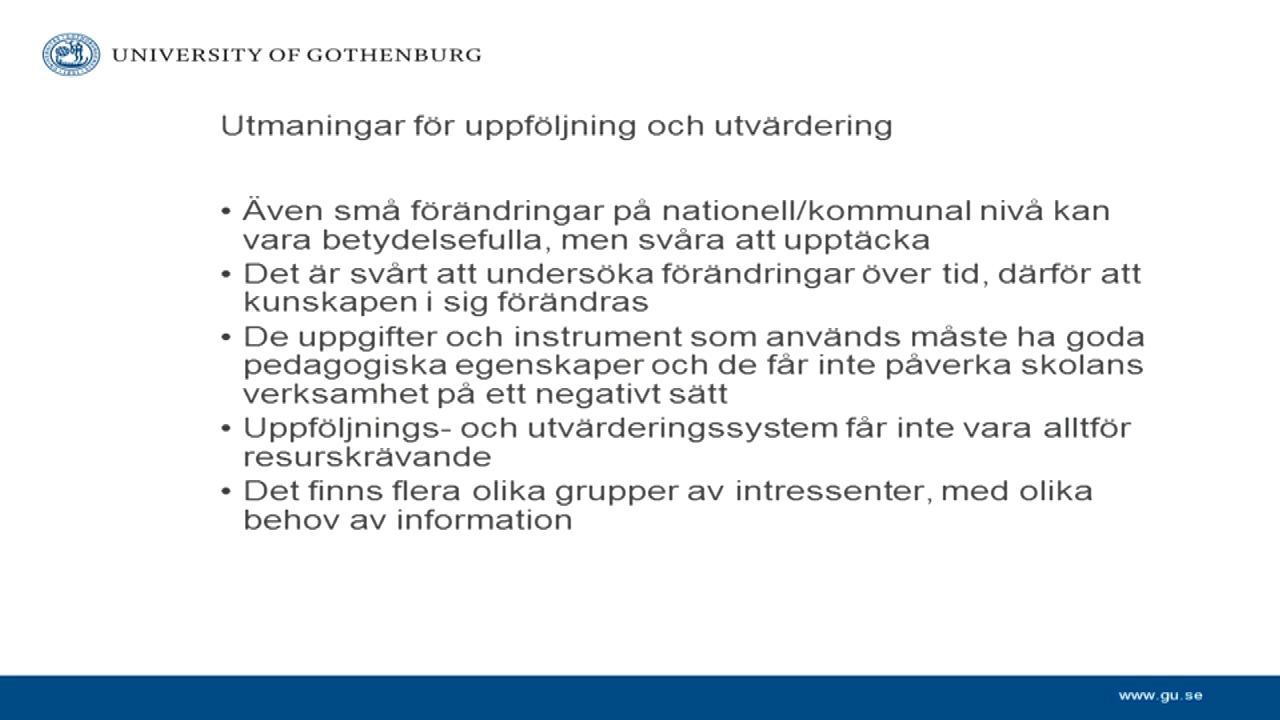 UNIVERSITY OF GOTHENBURG
Utmaningar för uppföljning och utvärdering
• Även små förändringar på nationell/kommunal nivå kan
vara betydelsefulla, men svåra att upptäcka
• Det är svårt att undersöka förändringar över tid, därför att
kunskapen i sig förändras
• De uppgifter och instrument som används måste ha goda
pedagogiska egenskaper och de får inte påverka skolans
verksamhet på ett negativt sätt
• Uppföljnings- och utvärderingssystem får inte vara alltför
resurskrävande
• Det finns flera olika grupper av intressenter, med olika
behov av information
www.gu.se